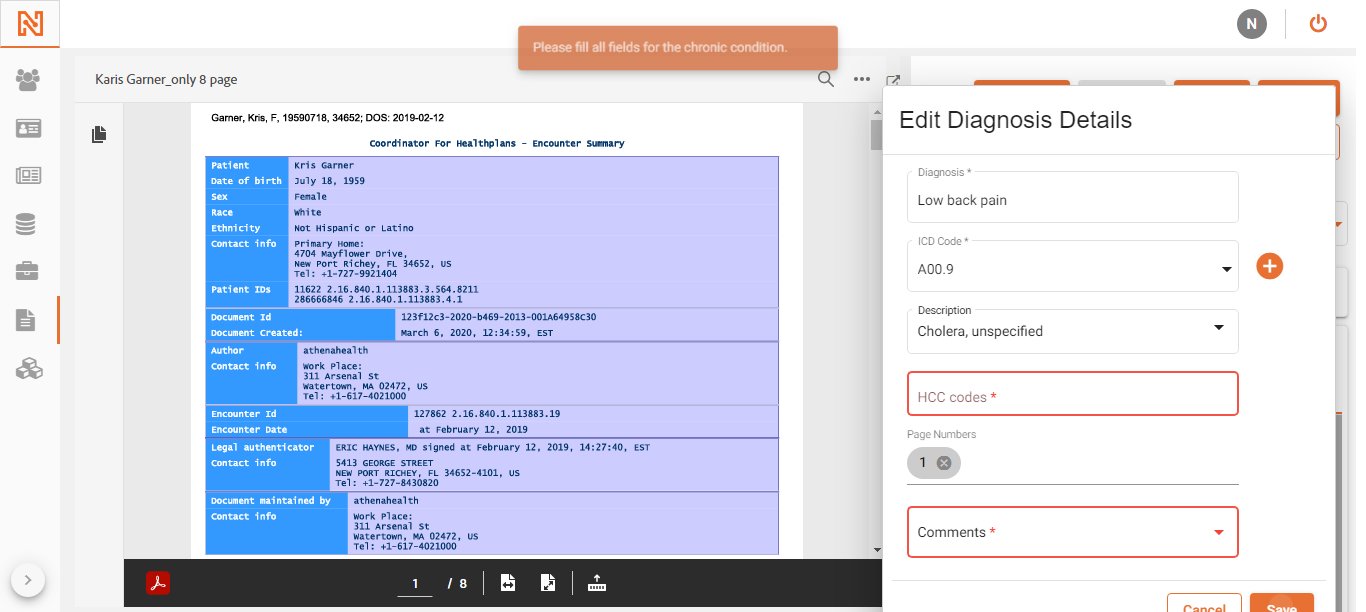 N
Please fill all fields for the chronic condition.
N
Karis Garner_only 8 page
Garner, Kris, F, 19590718, 34652; DOS: 2019-02-12
Coordinator For Healthplans - Encounter Summary
Patient Kris Garner
Date of birth July 18, 1959
Sex Female
Race White
Ethnicity Not Hispanic or Latino
Contact info Primary Home:
4704 Mayflower Drive,
New Port Richey, FL 34652, US
Tel: +1-727-9921404
Patient IDs 11622 2.16.840.1.113883.3.564.8211
286666846 2.16.840.1.113883.4.1
Document Id 123f12c3-2020-b469-2013-001A64958C30
Document Created: March 6, 2020, 12:34:59, EST
Author athenahealth
Contact info Work Place:
311 Arsenal St
Watertown, MA 02472, US
Tel: +1-617-4021000
Encounter Id 127862 2.16.840.1.113883.19
Encounter Date at February 12, 2019
Legal authenticator ERIC HAYNES, MD signed at February 12, 2019, 14:27:40, EST
Contact info 5413 GEORGE STREET
NEW PORT RICHEY, FL 34652-4101, US
Tel: +1-727-8430820
Document maintained by athenahealth
Contact info Work Place:
311 Arsenal St
Watertown, MA 02472, US
Tel: +1-617-4021000
1 / 8
Edit Diagnosis Details
Diagnosis *
Low back pain
ICD Code *
A00.9
Description
Cholera, unspecified
HCC codes *
Page Numbers
1
Comments *
Cancel Save